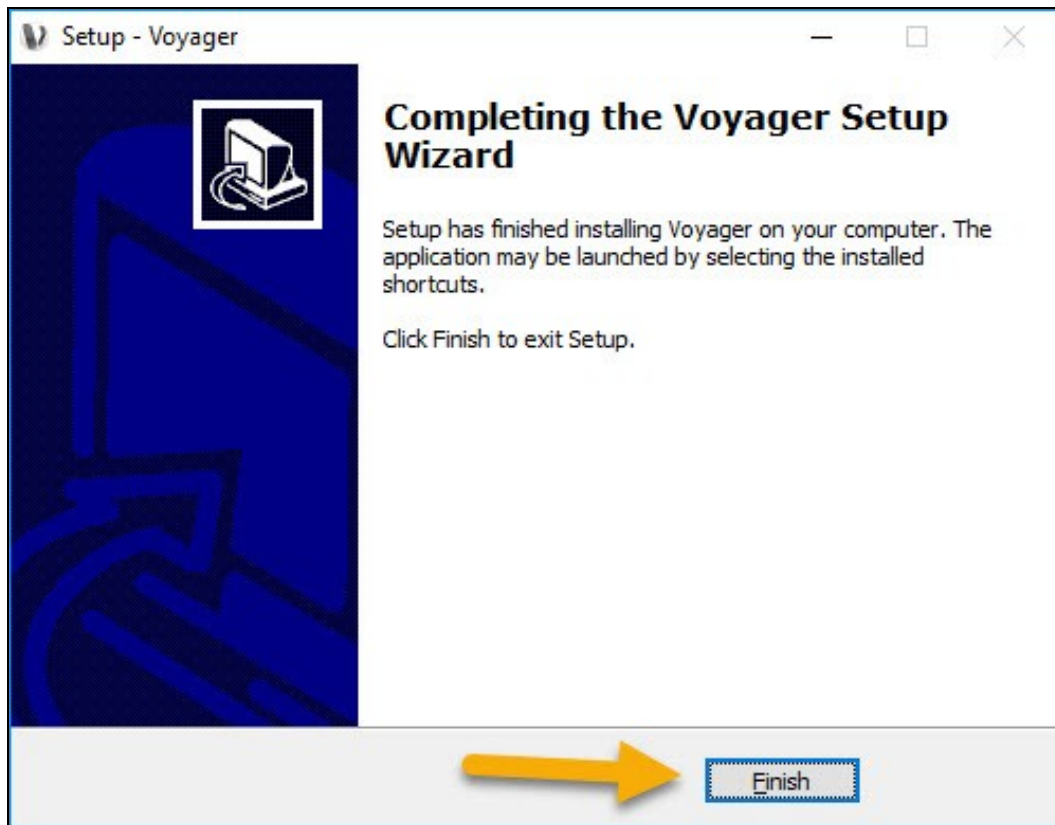 Setup - Voyager
Completing the Voyager Setup
Wizard
Setup has finished installing Voyager on your computer. The
application may be launched by selecting the installed
shortcuts.
Click Finish to exit Setup.
Finish